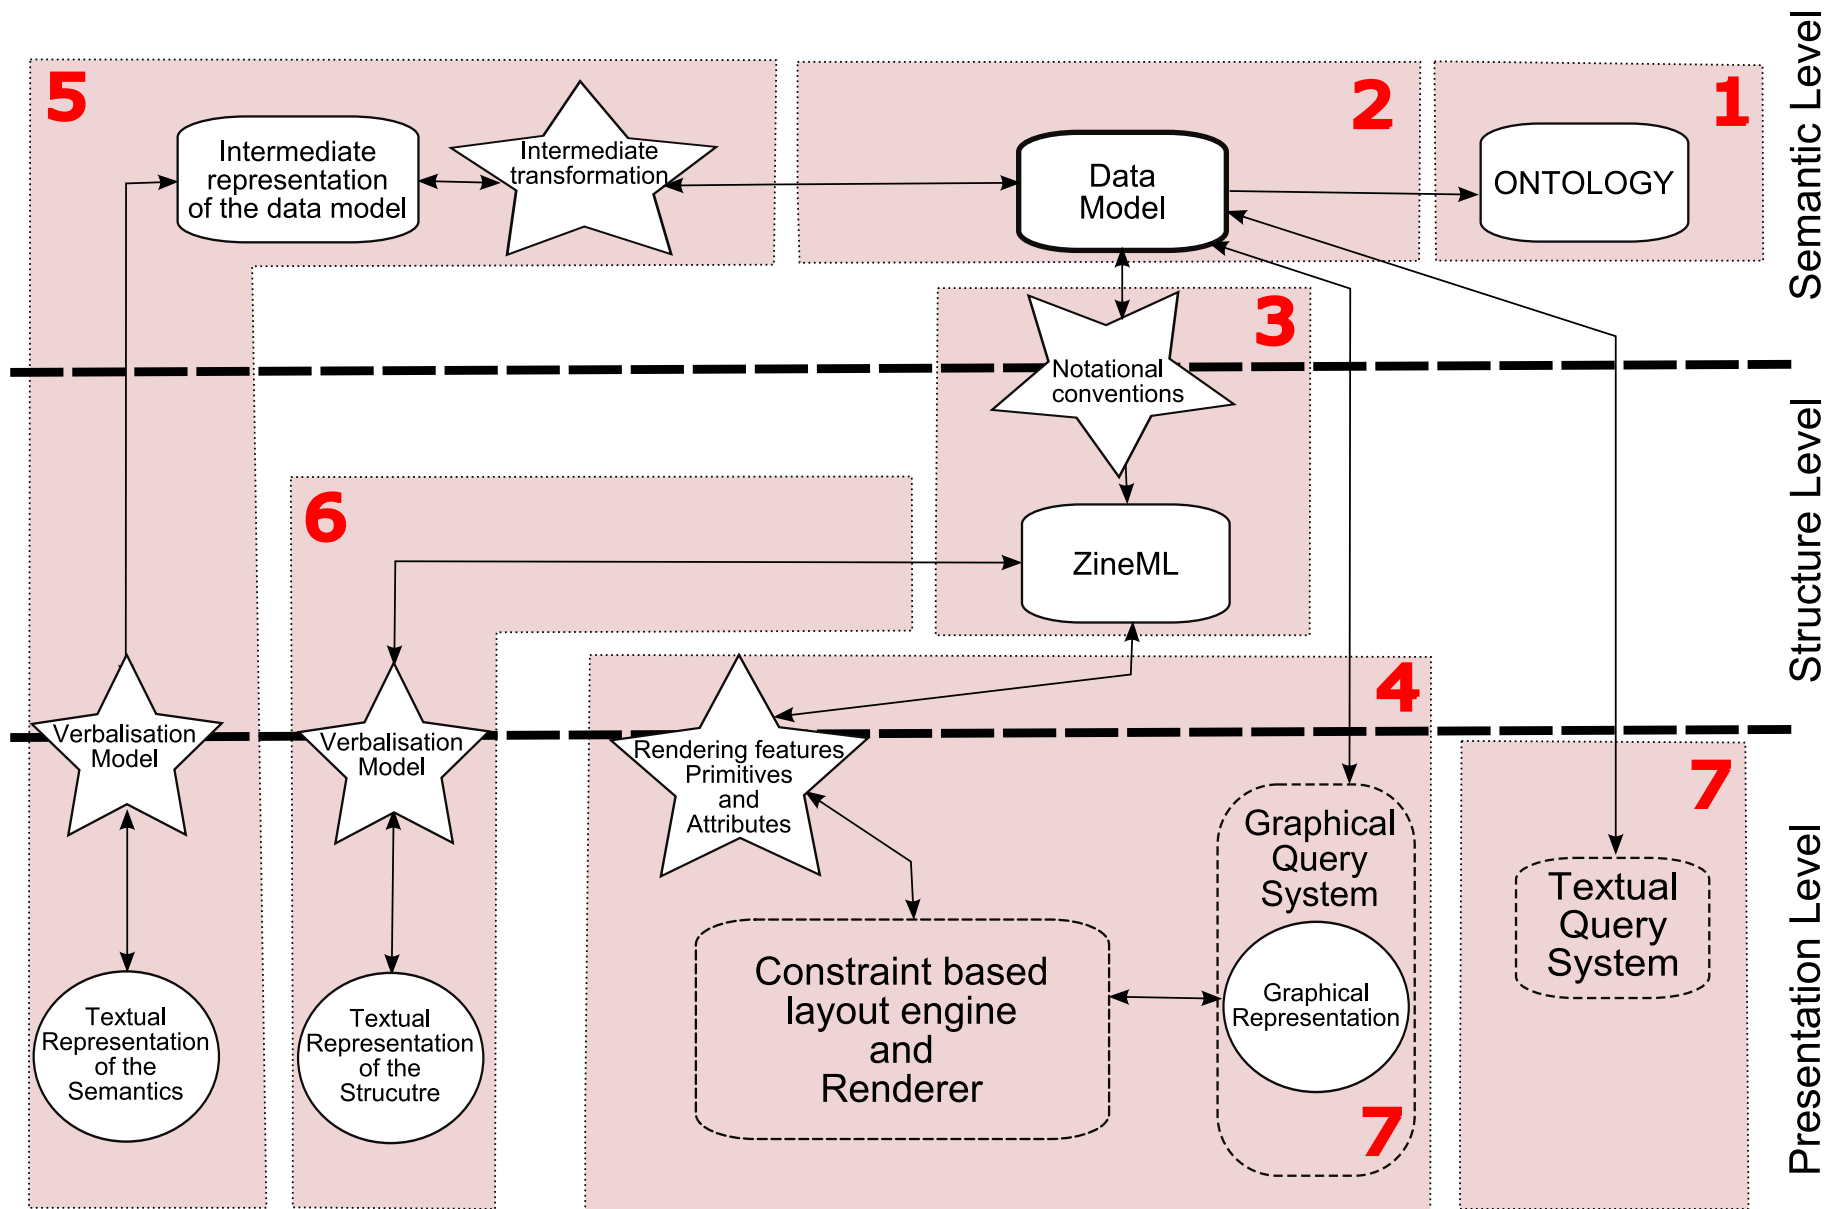 5
Intermediate
representation
of the data model
Intermediate
transformation
2
Data
Model
1
ONTOLOGY
Semantic Level
3
Notational
conventions
ZineML
Structure Level
6
Verbalisation
Model
Verbalisation
Model
4
Rendering features
Primitives
and
Attributes
Graphical
Query
System
Graphical
Representation
7
Constraint based
layout engine
and
Renderer
7
Textual
Query
System
Textual
Representation
of the
Semantics
Textual
Representation
of the
Strucutre
Presentation Level